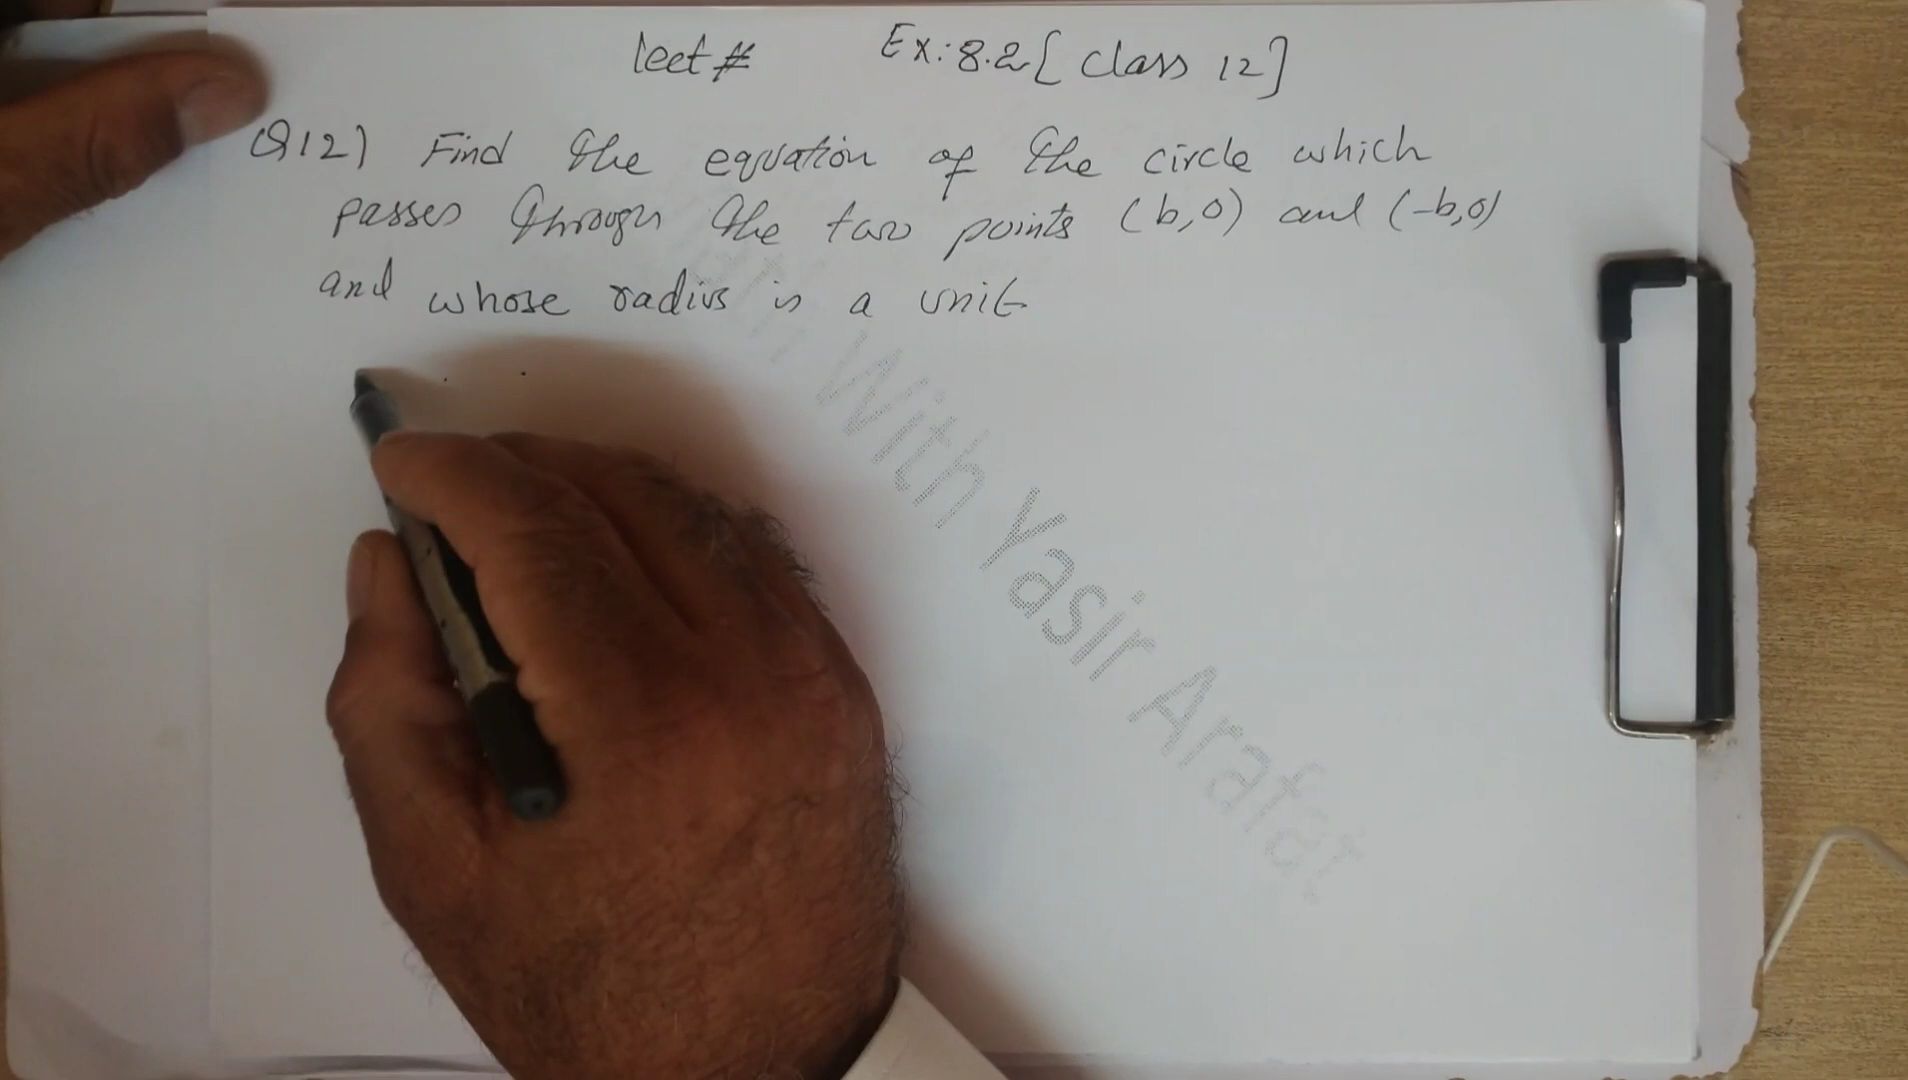 lect # Ex: 8.2 [ class 12 ]
Q12) Find the equation of the circle which
passes through the two points (b,0) and (-b,0)
and whose radius is a unit
Math With Yasir Arafat